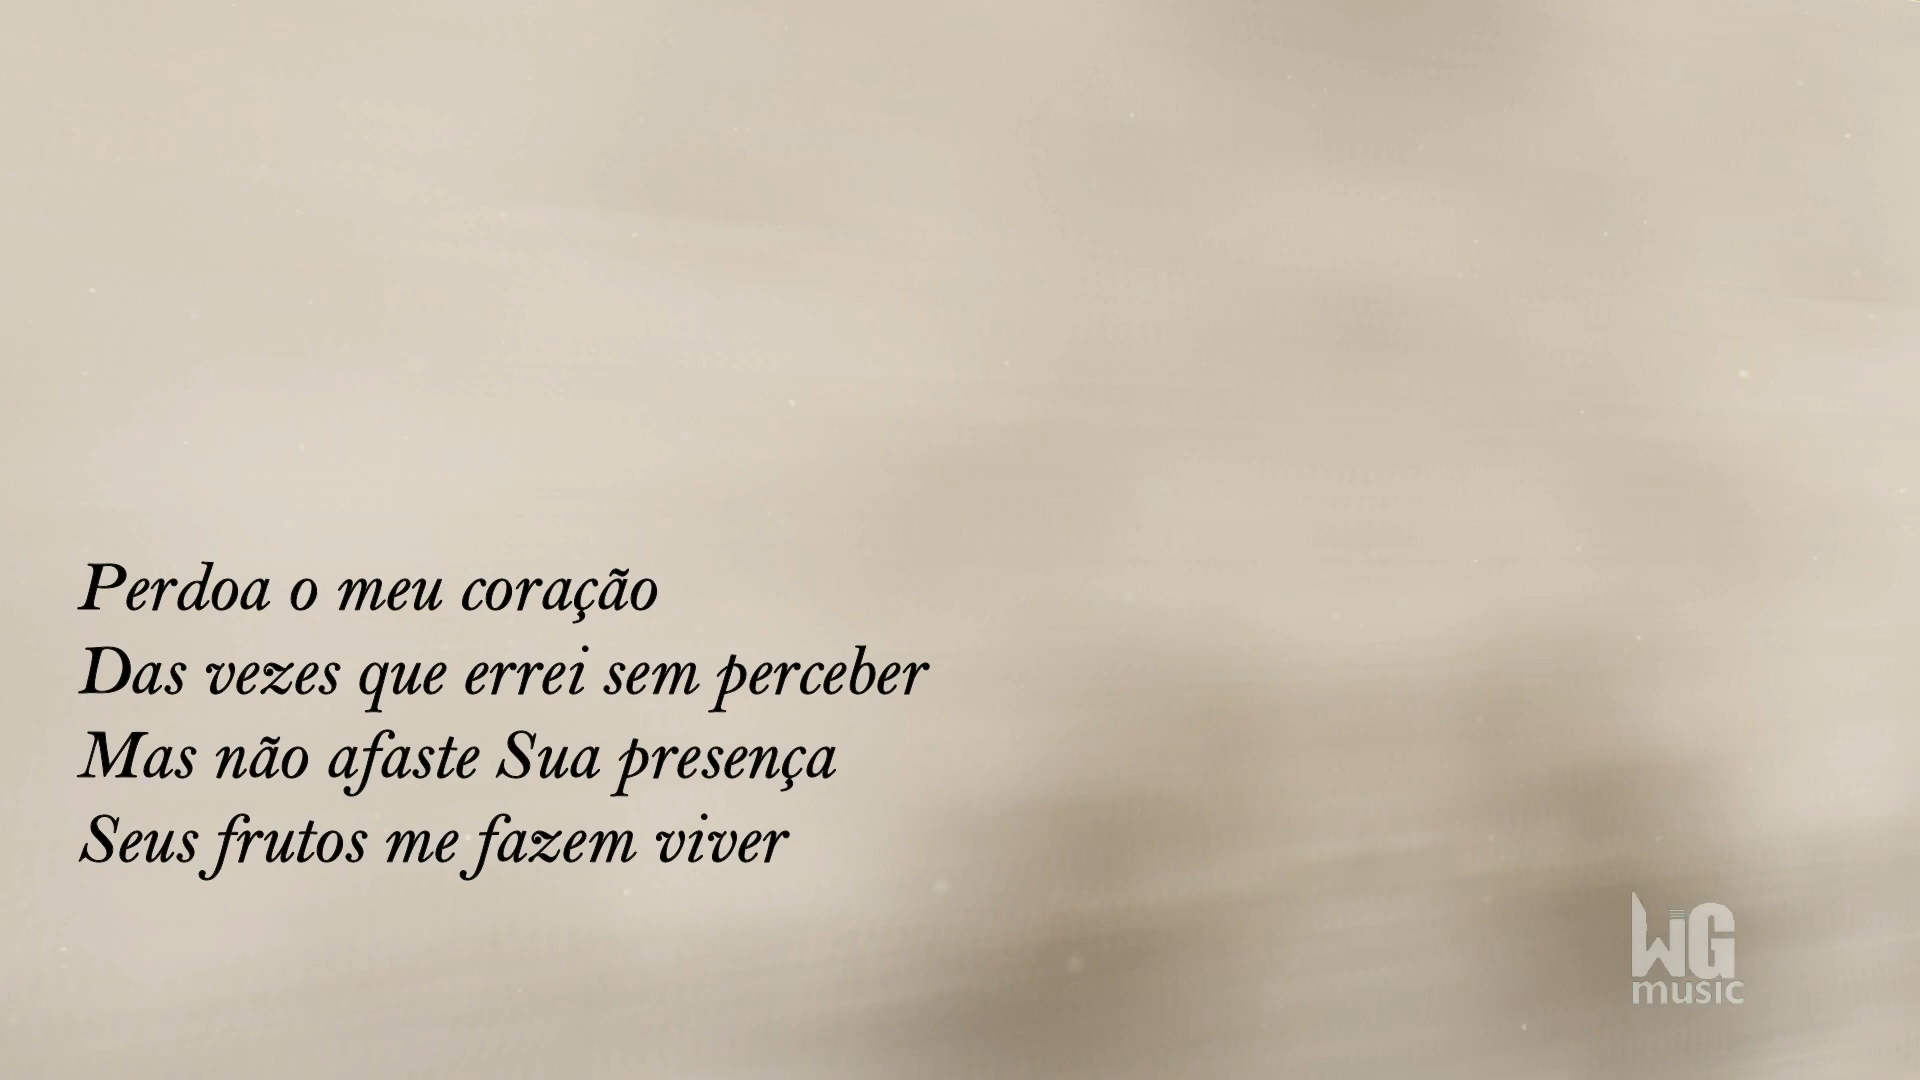 Perdoa o meu coração
Das vezes que errei sem perceber
Mas não afaste Sua presença
Seus frutos me fazem viver
WG
music